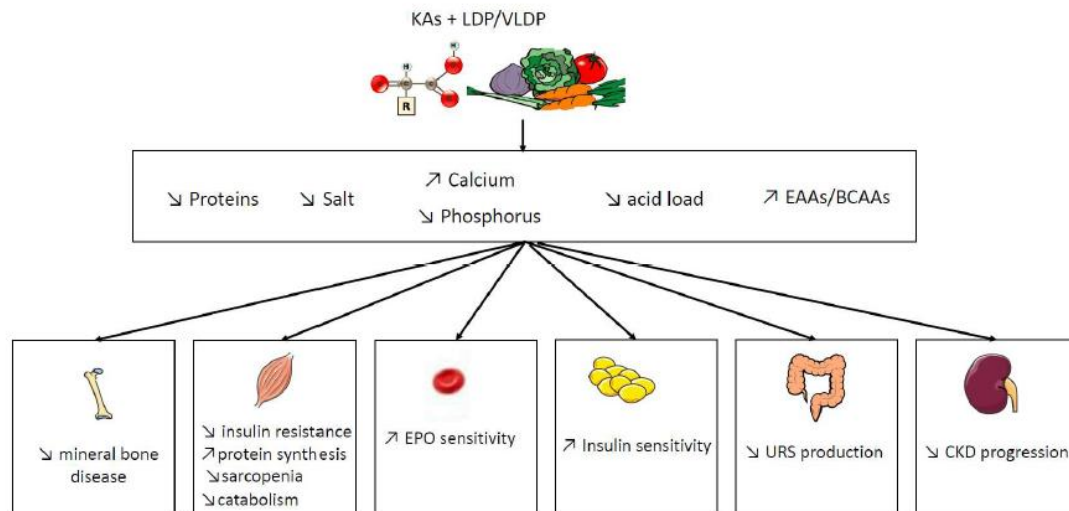 KAs + LDP/VLDP
H
H
R
↘ Proteins
↘ Salt
↗ Calcium
↘ Phosphorus
↘ acid load
↗ EAAs/BCAAs
↘ mineral bone
disease
↘ insulin resistance
↗protein synthesis
↘sarcopenia
↘catabolism
↗ EPO sensitivity
↗ Insulin sensitivity
↘ URS production
↘ CKD progression